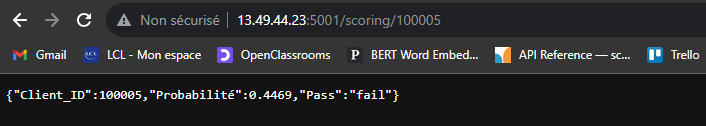 Non sécurisé 13.49.44.23:5001/scoring/100005
Gmail LCL - Mon espace OpenClassrooms P BERT Word Embed... API Reference — sc... Trello
{"Client_ID":100005,"Probabilité":0.4469,"Pass":"fail"}